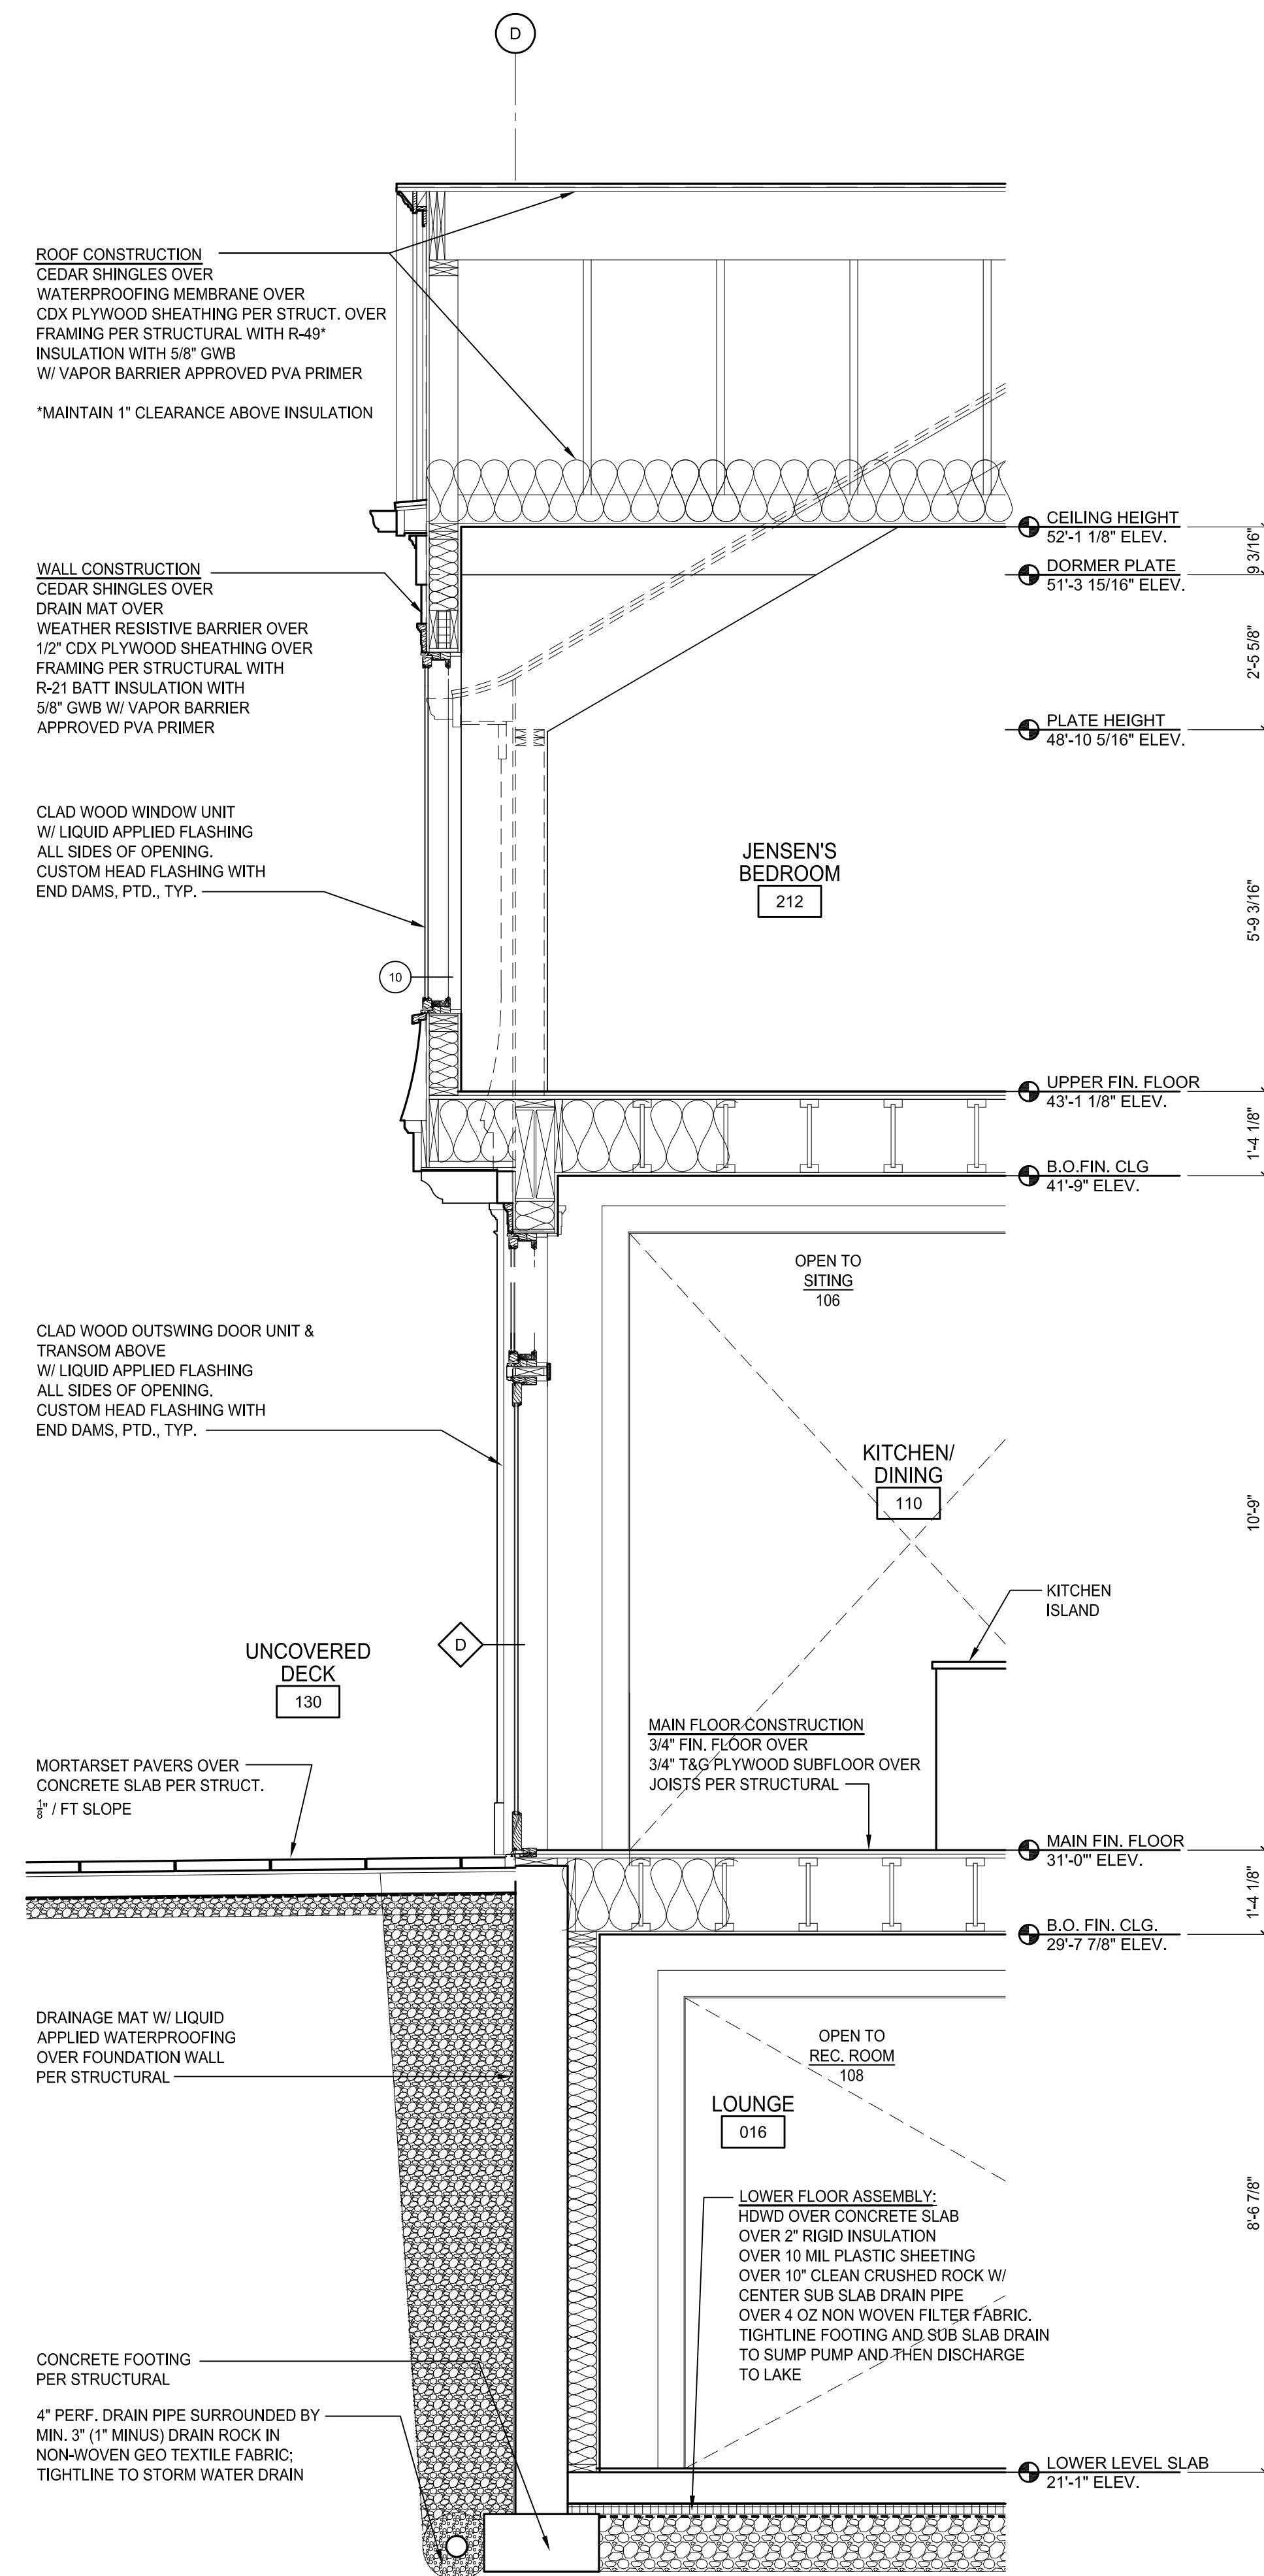 D
ROOF CONSTRUCTION
CEDAR SHINGLES OVER
WATERPROOFING MEMBRANE OVER
CDX PLYWOOD SHEATHING PER STRUCT. OVER
FRAMING PER STRUCTURAL WITH R-49*
INSULATION WITH 5/8" GWB
W/ VAPOR BARRIER APPROVED PVA PRIMER
*MAINTAIN 1" CLEARANCE ABOVE INSULATION
CEILING HEIGHT
52'-1 1/8" ELEV.
9 3/16"
DORMER PLATE
51'-3 15/16" ELEV.
WALL CONSTRUCTION
CEDAR SHINGLES OVER
DRAIN MAT OVER
WEATHER RESISTIVE BARRIER OVER
1/2" CDX PLYWOOD SHEATHING OVER
FRAMING PER STRUCTURAL WITH
R-21 BATT INSULATION WITH
5/8" GWB W/ VAPOR BARRIER
APPROVED PVA PRIMER
2'-5 5/8"
PLATE HEIGHT
48'-10 5/16" ELEV.
CLAD WOOD WINDOW UNIT
W/ LIQUID APPLIED FLASHING
ALL SIDES OF OPENING.
CUSTOM HEAD FLASHING WITH
END DAMS, PTD., TYP.
JENSEN'S
BEDROOM
212
5'-9 3/16"
10
UPPER FIN. FLOOR
43'-1 1/8" ELEV.
1'-4 1/8"
B.O.FIN. CLG
41'-9" ELEV.
OPEN TO
SITING
106
CLAD WOOD OUTSWING DOOR UNIT &
TRANSOM ABOVE
W/ LIQUID APPLIED FLASHING
ALL SIDES OF OPENING.
CUSTOM HEAD FLASHING WITH
END DAMS, PTD., TYP.
KITCHEN/
DINING
110
10'-9"
KITCHEN
ISLAND
D
UNCOVERED
DECK
130
MAIN FLOOR CONSTRUCTION
3/4" FIN. FLOOR OVER
3/4" T&G PLYWOOD SUBFLOOR OVER
JOISTS PER STRUCTURAL
MORTARSET PAVERS OVER
CONCRETE SLAB PER STRUCT.
1/8" / FT SLOPE
MAIN FIN. FLOOR
31'-0"' ELEV.
1'-4 1/8"
B.O. FIN. CLG.
29'-7 7/8" ELEV.
DRAINAGE MAT W/ LIQUID
APPLIED WATERPROOFING
OVER FOUNDATION WALL
PER STRUCTURAL
OPEN TO
REC. ROOM
108
LOUNGE
016
8'-6 7/8"
LOWER FLOOR ASSEMBLY:
HDWD OVER CONCRETE SLAB
OVER 2" RIGID INSULATION
OVER 10 MIL PLASTIC SHEETING
OVER 10" CLEAN CRUSHED ROCK W/
CENTER SUB SLAB DRAIN PIPE
OVER 4 OZ NON WOVEN FILTER FABRIC.
TIGHTLINE FOOTING AND SUB SLAB DRAIN
TO SUMP PUMP AND THEN DISCHARGE
TO LAKE
CONCRETE FOOTING
PER STRUCTURAL
4" PERF. DRAIN PIPE SURROUNDED BY
MIN. 3" (1" MINUS) DRAIN ROCK IN
NON-WOVEN GEO TEXTILE FABRIC;
TIGHTLINE TO STORM WATER DRAIN
LOWER LEVEL SLAB
21'-1" ELEV.